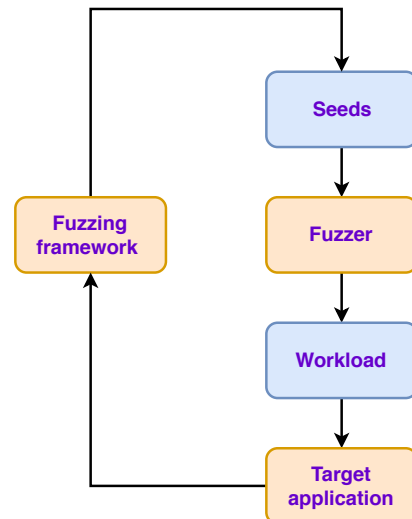 Seeds
Fuzzing
framework
Fuzzer
Workload
Target
application